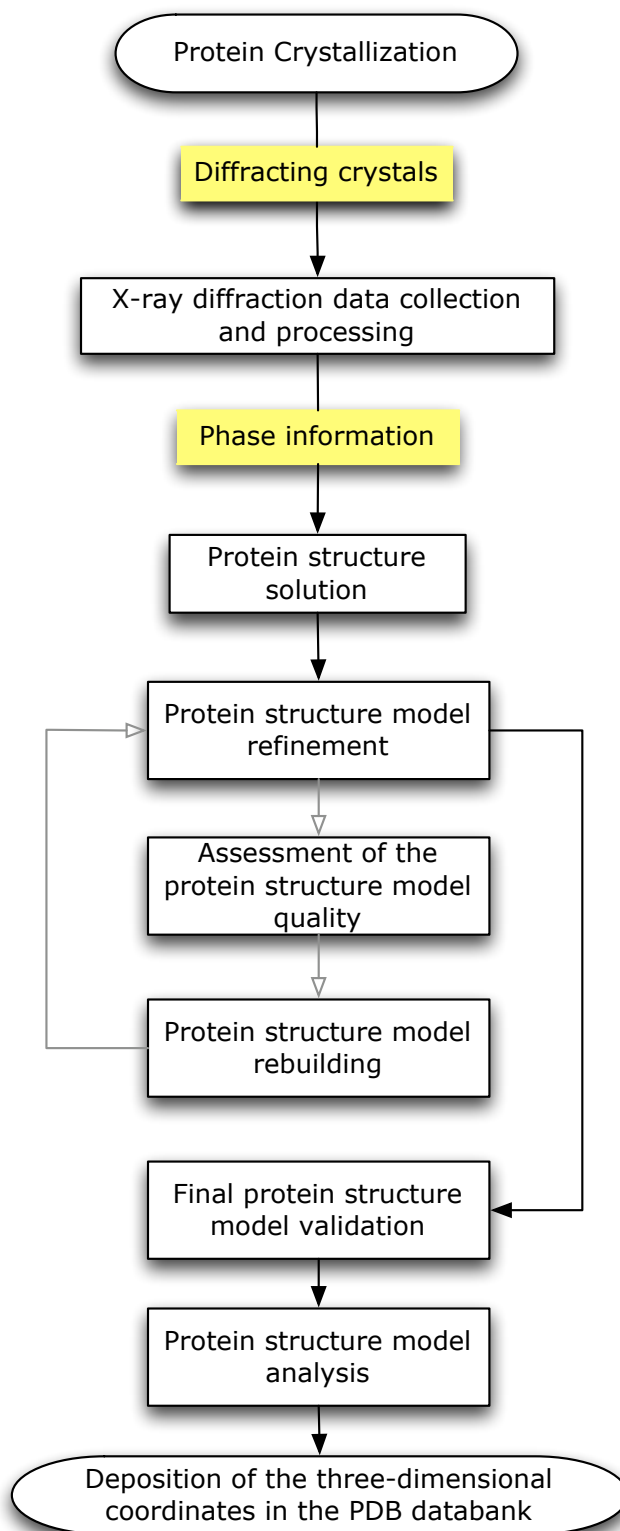 Protein Crystallization
Diffracting crystals
X-ray diffraction data collection
and processing
Phase information
Protein structure
solution
Protein structure model
refinement
Assessment of the
protein structure model
quality
Protein structure model
rebuilding
Final protein structure
model validation
Protein structure model
analysis
Deposition of the three-dimensional
coordinates in the PDB databank